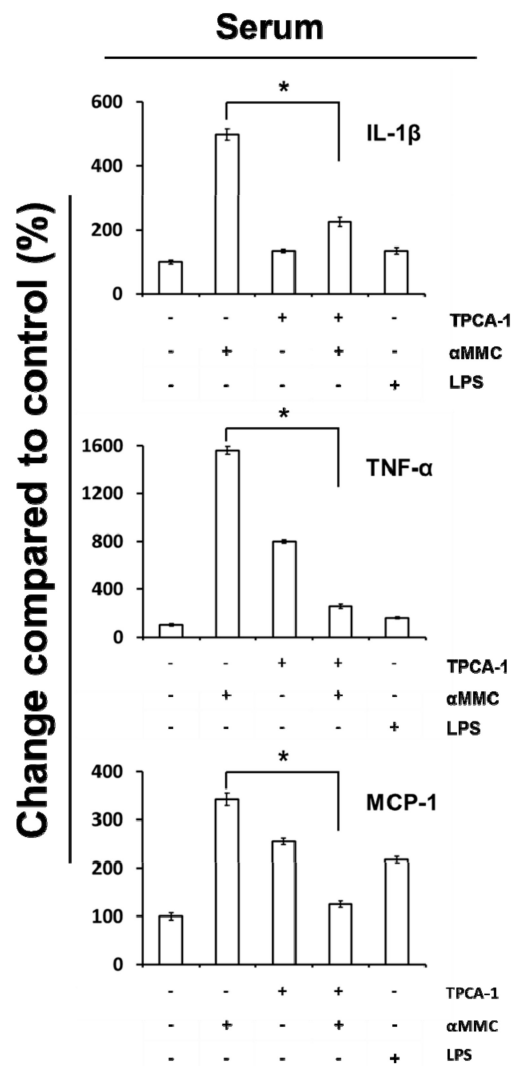 Serum
Change compared to control (%)
*
600
IL-1β
400
200
0
- - + + - TPCA-1
- + - + - αMMC
- - - - + LPS
*
1600
TNF-α
1200
800
400
0
- - + + - TPCA-1
- + - + - αMMC
- - - - + LPS
*
400
MCP-1
300
200
100
0
- - + + - TPCA-1
- + - + - αMMC
- - - - + LPS